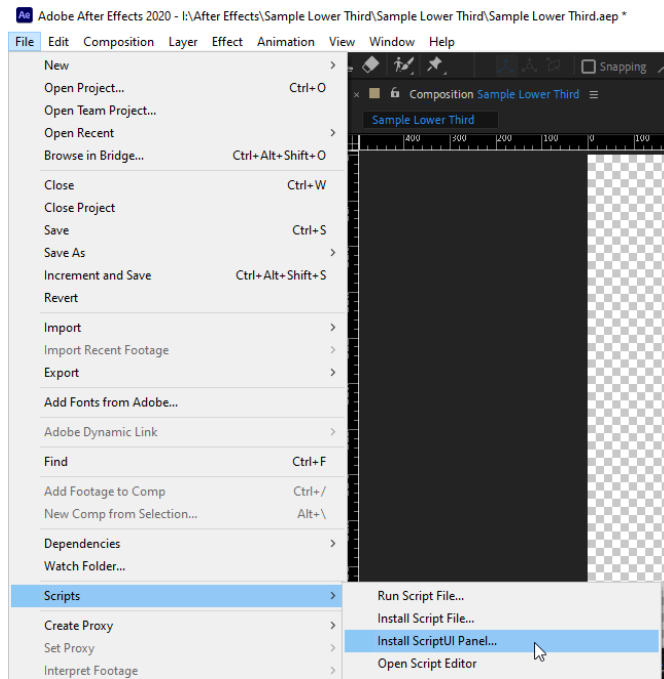 Ae Adobe After Effects 2020 - I:\After Effects\Sample Lower Third\Sample Lower Third\Sample Lower Third.aep *
File Edit Composition Layer Effect Animation View Window Help
New >
Snapping
Open Project... Ctrl+O
× Composition Sample Lower Third ≡
Open Team Project...
Sample Lower Third
Open Recent >
400 300 200 100 0 100
Browse in Bridge... Ctrl+Alt+Shift+O
Close Ctrl+W
Close Project
Save Ctrl+S
Save As >
Increment and Save Ctrl+Alt+Shift+S
Revert
Import >
Import Recent Footage >
Export >
Add Fonts from Adobe...
Adobe Dynamic Link >
Find Ctrl+F
Add Footage to Comp Ctrl+/
New Comp from Selection... Alt+\
Dependencies >
Watch Folder...
Scripts >
Run Script File...
Install Script File...
Create Proxy >
Install ScriptUI Panel...
Set Proxy >
Open Script Editor
Interpret Footage >